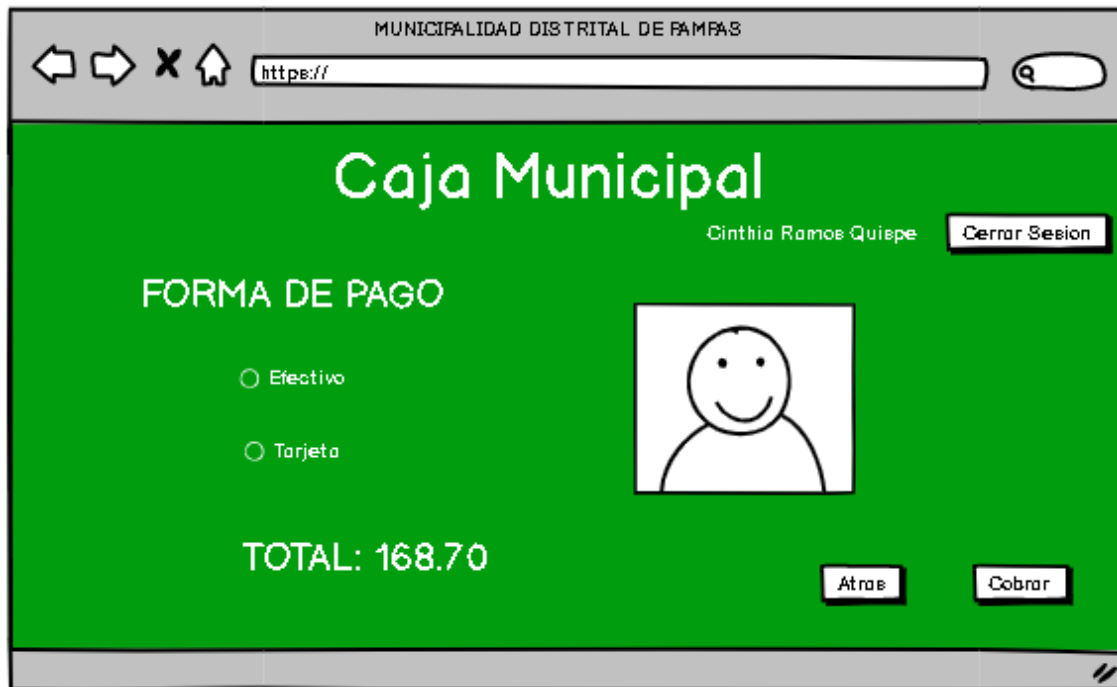 MUNICIPALIDAD DISTRITAL DE PAMPAS
https://
Caja Municipal
Cinthia Ramos Quispe
Cerrar Sesion
FORMA DE PAGO
Efectivo
Tarjeta
TOTAL: 168.70
Atras
Cobrar